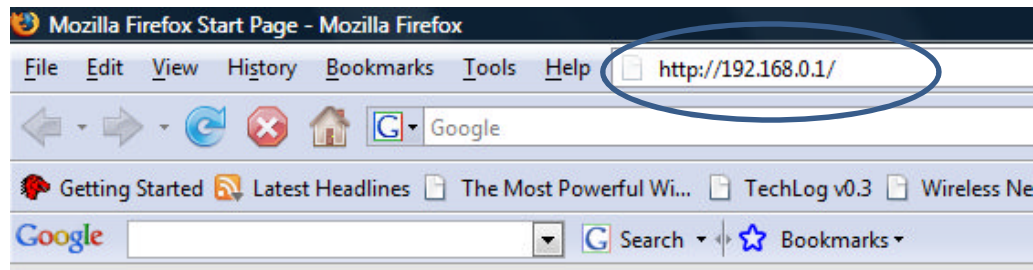 Mozilla Firefox Start Page - Mozilla Firefox
File Edit View History Bookmarks Tools Help http://192.168.0.1/
G Google
Getting Started Latest Headlines The Most Powerful Wi... TechLog v0.3 Wireless Ne
Google G Search Bookmarks